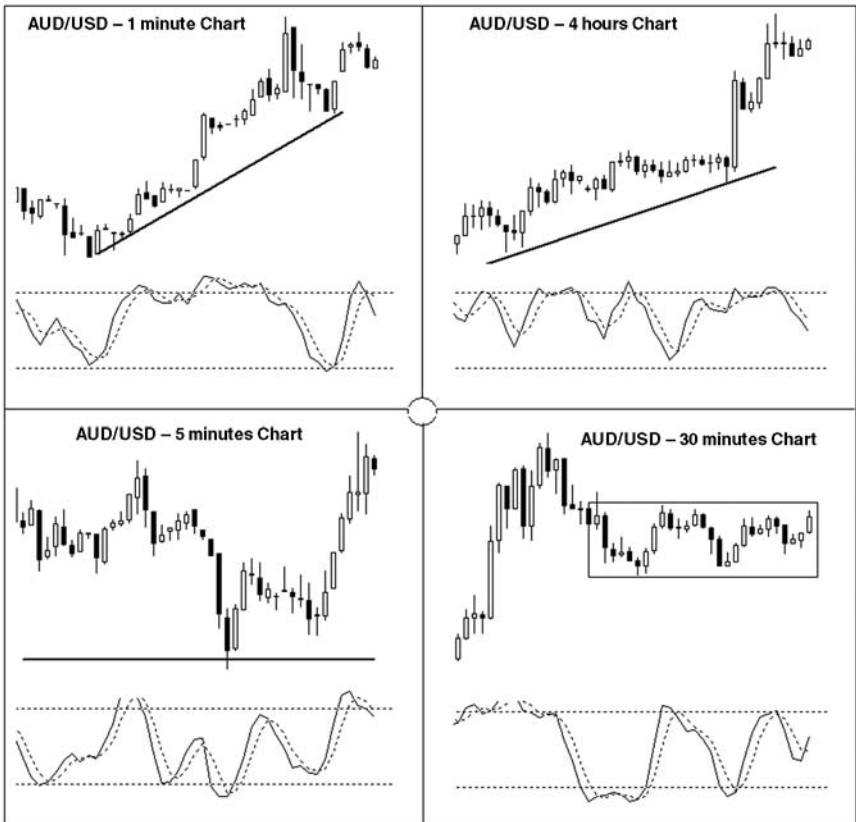 AUD/USD – 1 minute Chart
AUD/USD – 4 hours Chart
AUD/USD – 5 minutes Chart
AUD/USD – 30 minutes Chart